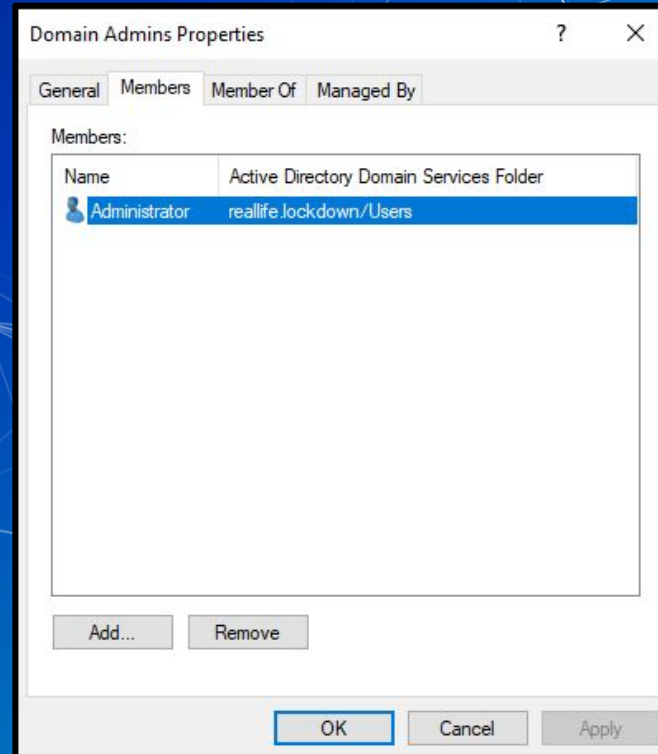 Domain Admins Properties ? ×
General Members Member Of Managed By
Members:
Name Active Directory Domain Services Folder
Administrator reallife.lockdown/Users
Add... Remove
OK Cancel Apply